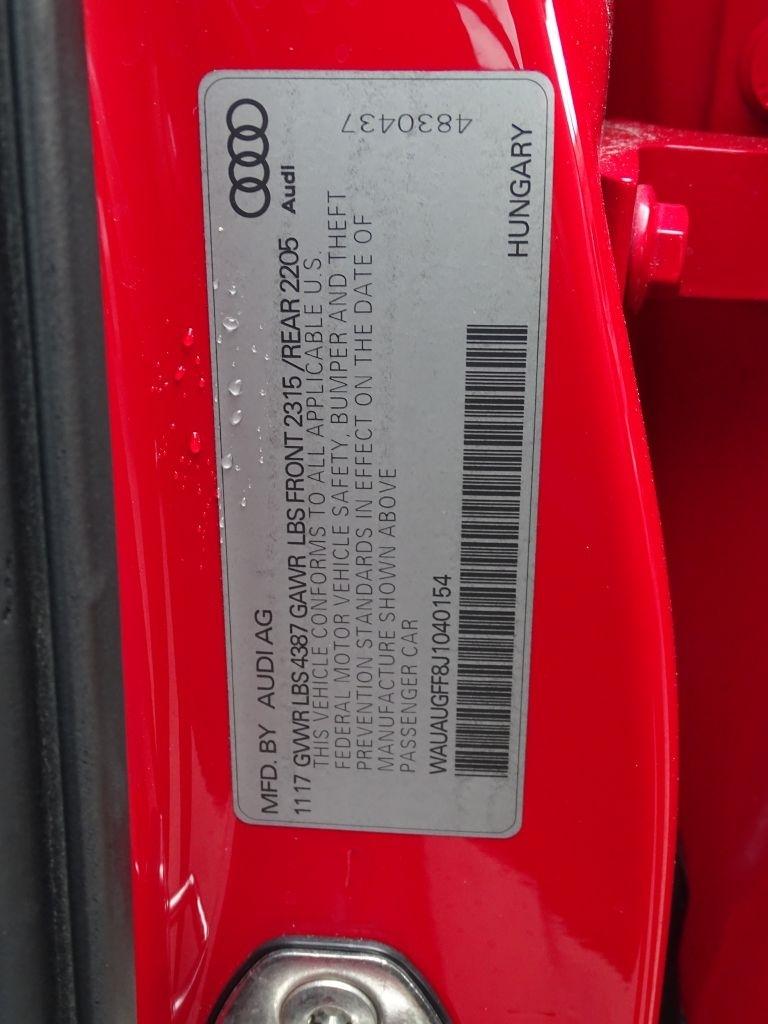 MFD. BY AUDI AG
Audi
1117 GVWR LBS 4387 GAWR LBS FRONT 2315 /REAR 2205
THIS VEHICLE CONFORMS TO ALL APPLICABLE U.S.
FEDERAL MOTOR VEHICLE SAFETY, BUMPER AND THEFT
PREVENTION STANDARDS IN EFFECT ON THE DATE OF
MANUFACTURE SHOWN ABOVE
PASSENGER CAR
WAUAUGFF8J1040154
HUNGARY
4830437